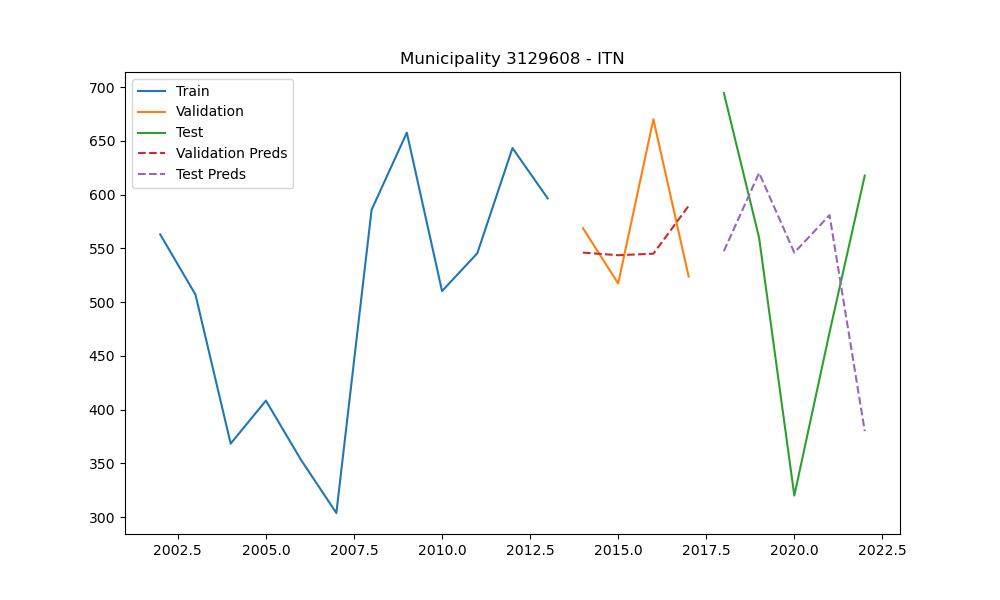 Municipality 3129608 - ITN
Train
Validation
Test
Validation Preds
Test Preds
700
650
600
550
500
450
400
350
300
2002.5 2005.0 2007.5 2010.0 2012.5 2015.0 2017.5 2020.0 2022.5